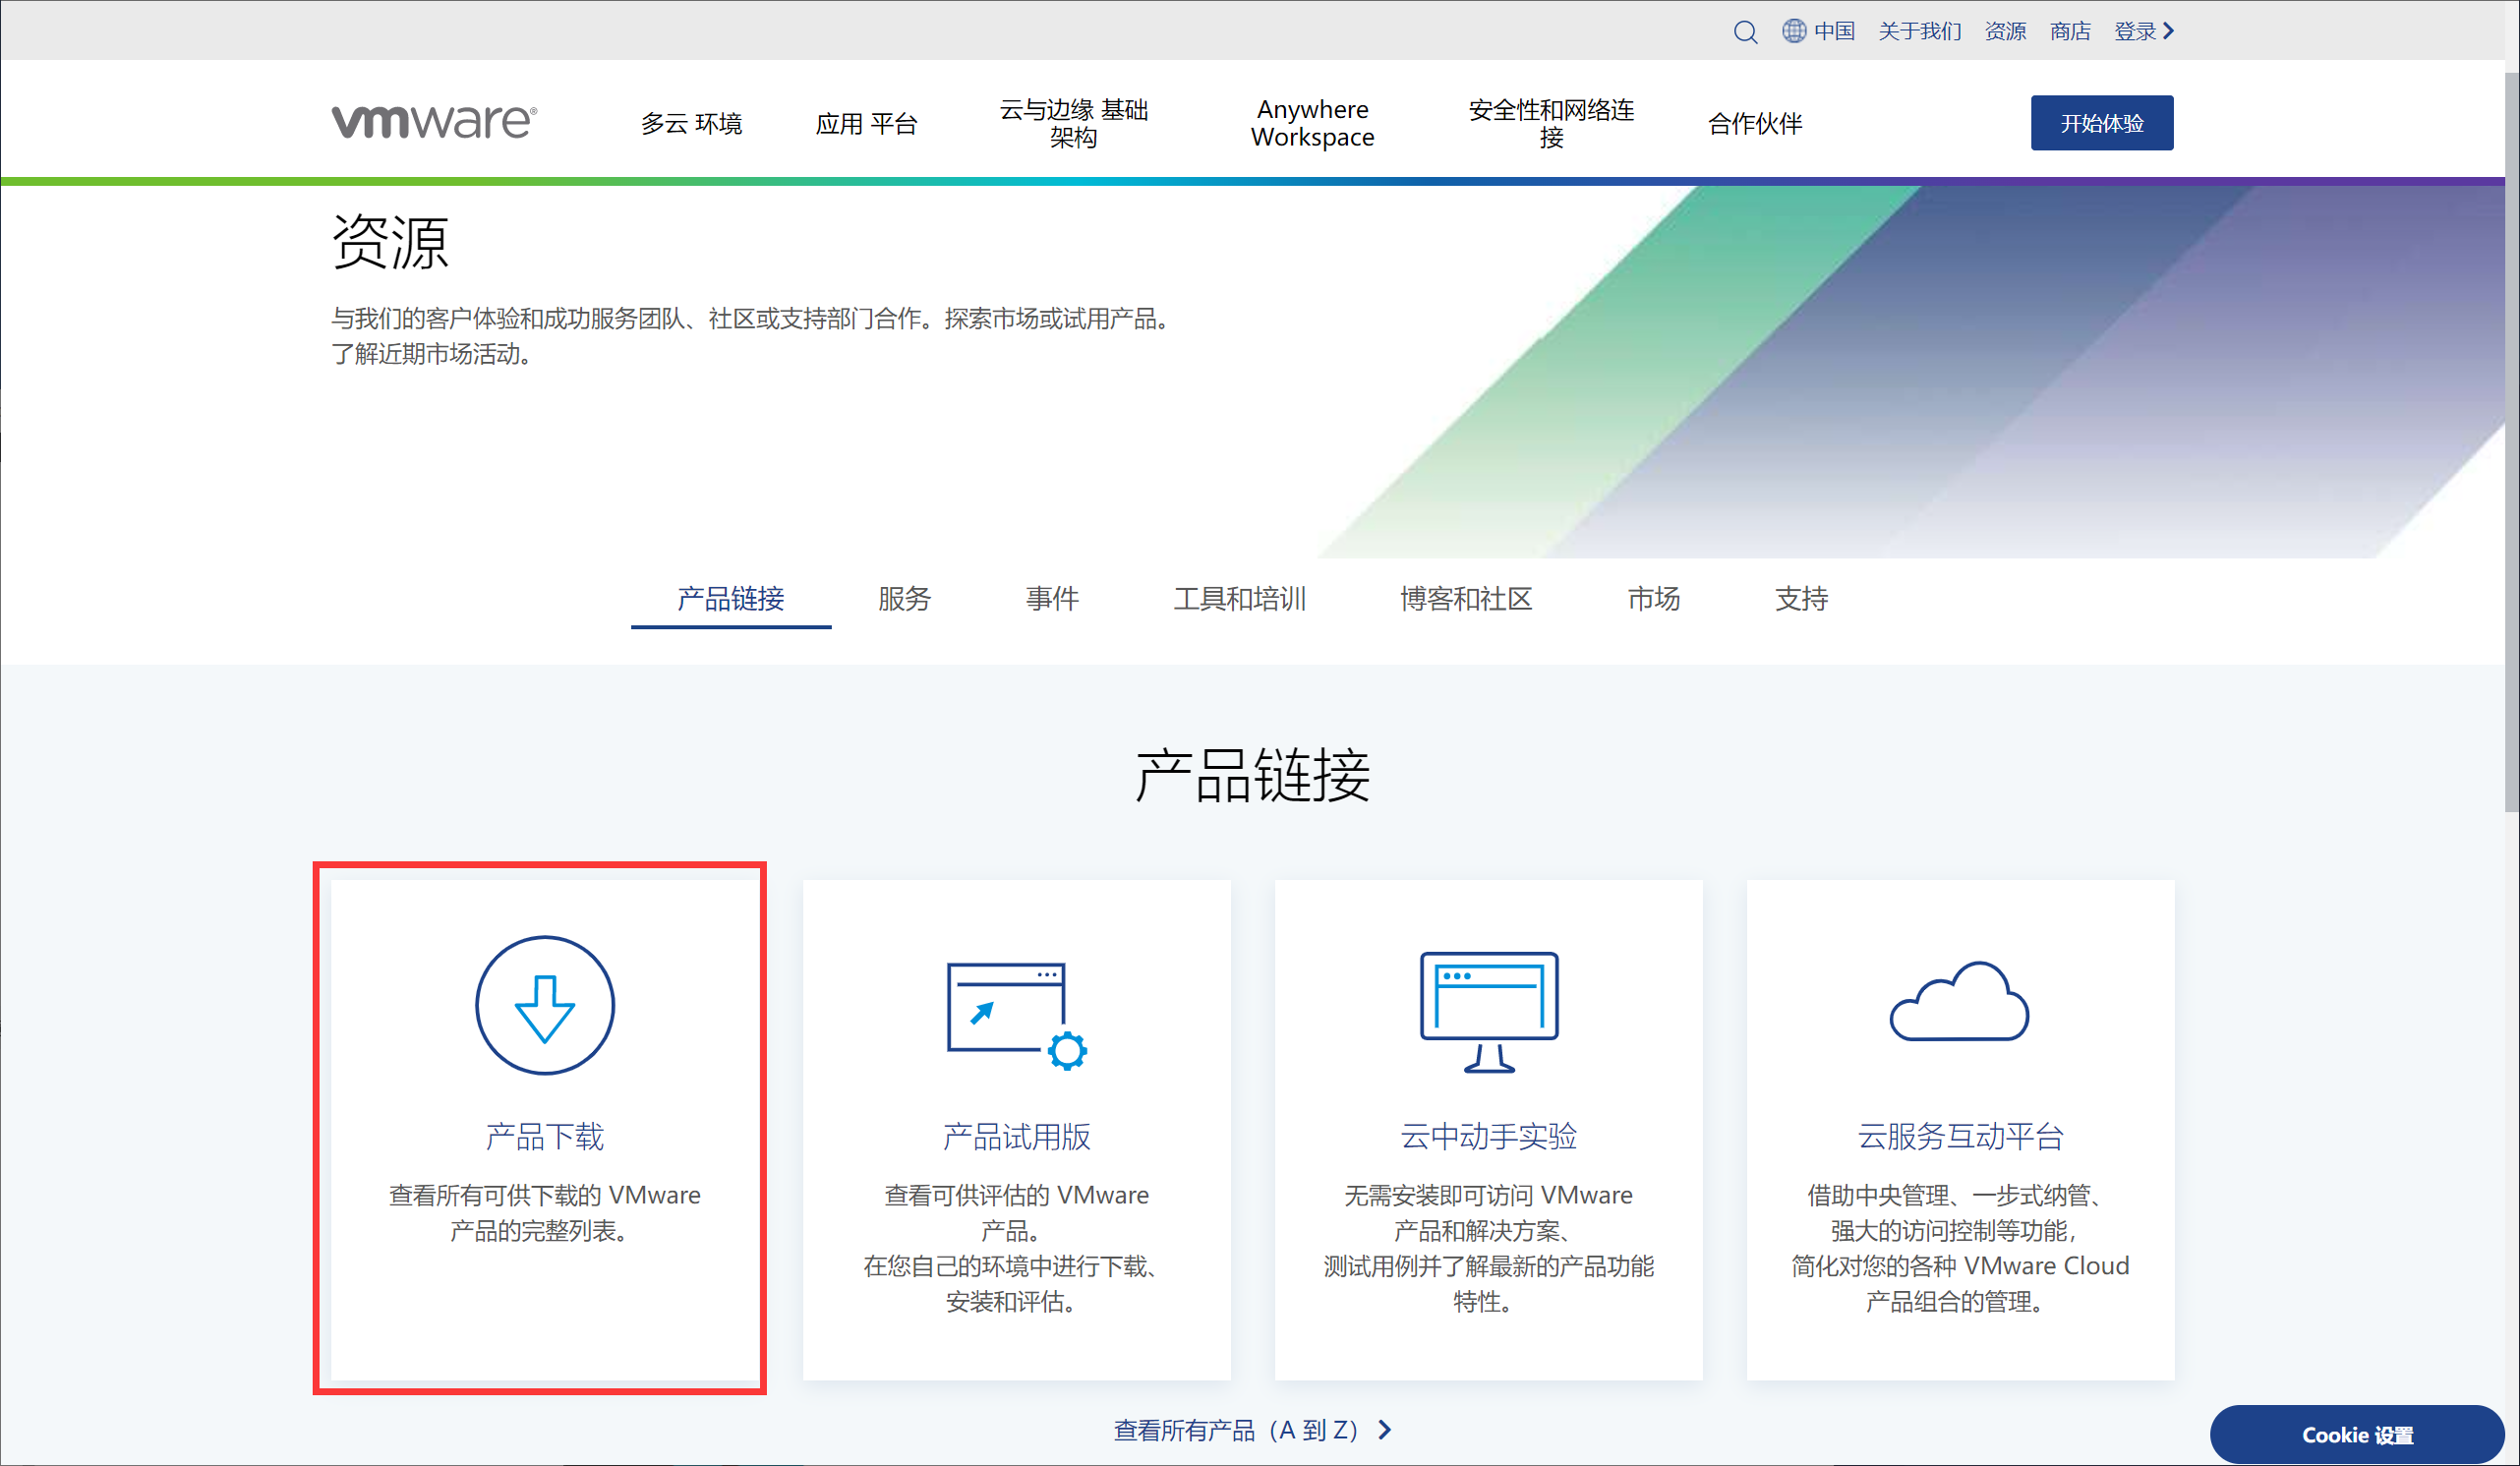 中国 关于我们 资源 商店 登录
vmware®
多云 环境
应用 平台
云与边缘 基础
架构
Anywhere
Workspace
安全性和网络连
接
合作伙伴
开始体验
资源
与我们的客户体验和成功服务团队、社区或支持部门合作。探索市场或试用产品。
了解近期市场活动。
产品链接 服务 事件 工具和培训 博客和社区 市场 支持
产品链接
产品下载
查看所有可供下载的 VMware
产品的完整列表。
产品试用版
查看可供评估的 VMware
产品。
在您自己的环境中进行下载、
安装和评估。
云中动手实验
无需安装即可访问 VMware
产品和解决方案、
测试用例并了解最新的产品功能
特性。
云服务互动平台
借助中央管理、一步式纳管、
强大的访问控制等功能，
简化对您的各种 VMware Cloud
产品组合的管理。
查看所有产品（A 到 Z）
Cookie 设置